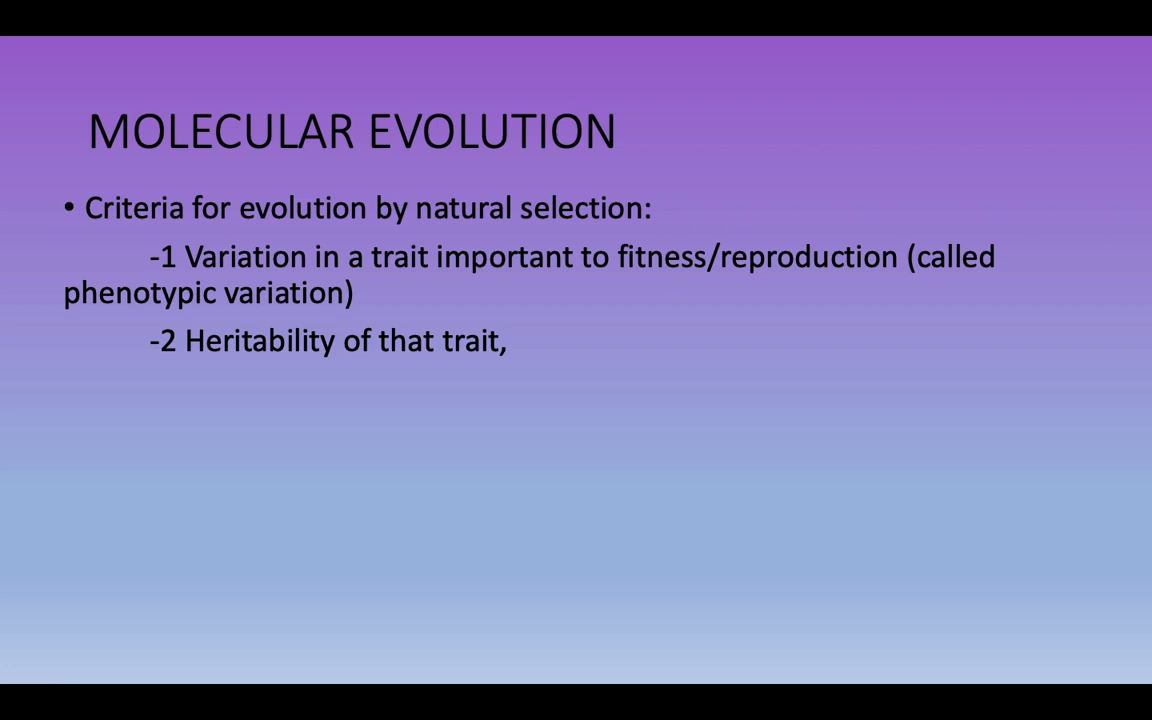 MOLECULAR EVOLUTION
• Criteria for evolution by natural selection:
-1 Variation in a trait important to fitness/reproduction (called
phenotypic variation)
-2 Heritability of that trait,